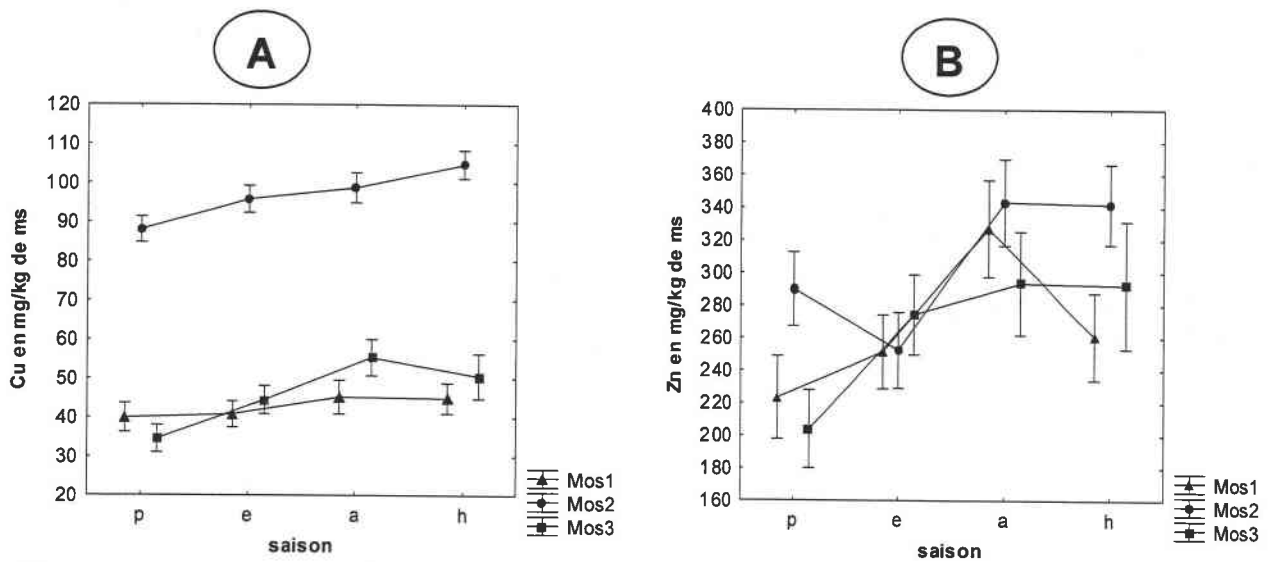 A
Cu en mg/kg de ms
120
110
100
90
80
70
60
50
40
30
20
p e a h
saison
Mos1
Mos2
Mos3
B
Zn en mg/kg de ms
400
380
360
340
320
300
280
260
240
220
200
180
160
p e a h
saison
Mos1
Mos2
Mos3